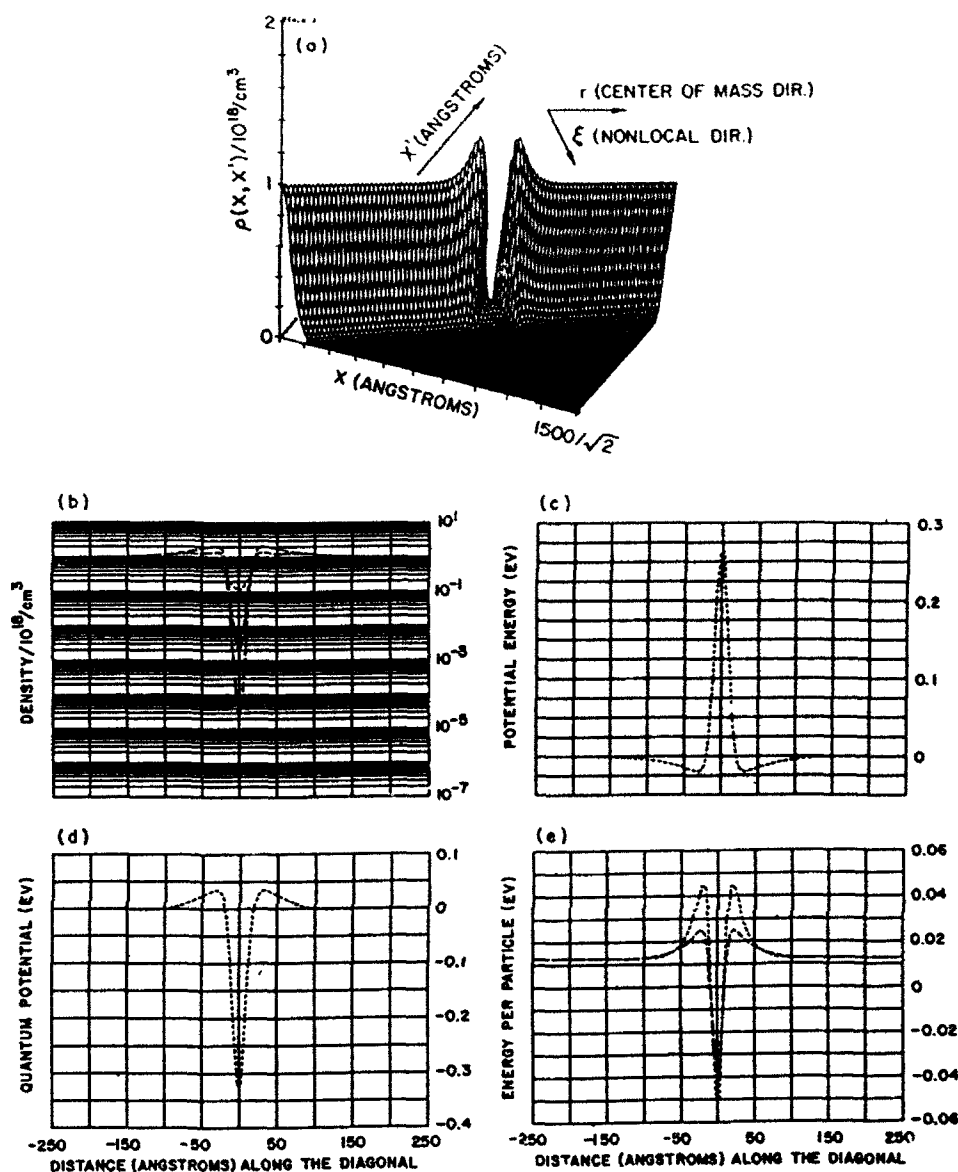 2
(a)
ρ(X, X')/10¹⁸/cm³
1
0
X' (ANGSTROMS)
r (CENTER OF MASS DIR.)
ξ (NONLOCAL DIR.)
X (ANGSTROMS)
1500/√2
(b)
DENSITY/10¹⁸/cm³
10¹
10⁻¹
10⁻³
10⁻⁵
10⁻⁷
(c)
POTENTIAL ENERGY (EV)
0.3
0.2
0.1
0
(d)
QUANTUM POTENTIAL (EV)
0.1
0
-0.1
-0.2
-0.3
-0.4
-250 -150 -50 50 150 250
DISTANCE (ANGSTROMS) ALONG THE DIAGONAL
(e)
ENERGY PER PARTICLE (EV)
0.06
0.04
0.02
0
-0.02
-0.04
-0.06
-250 -150 -50 50 150 250
DISTANCE (ANGSTROMS) ALONG THE DIAGONAL